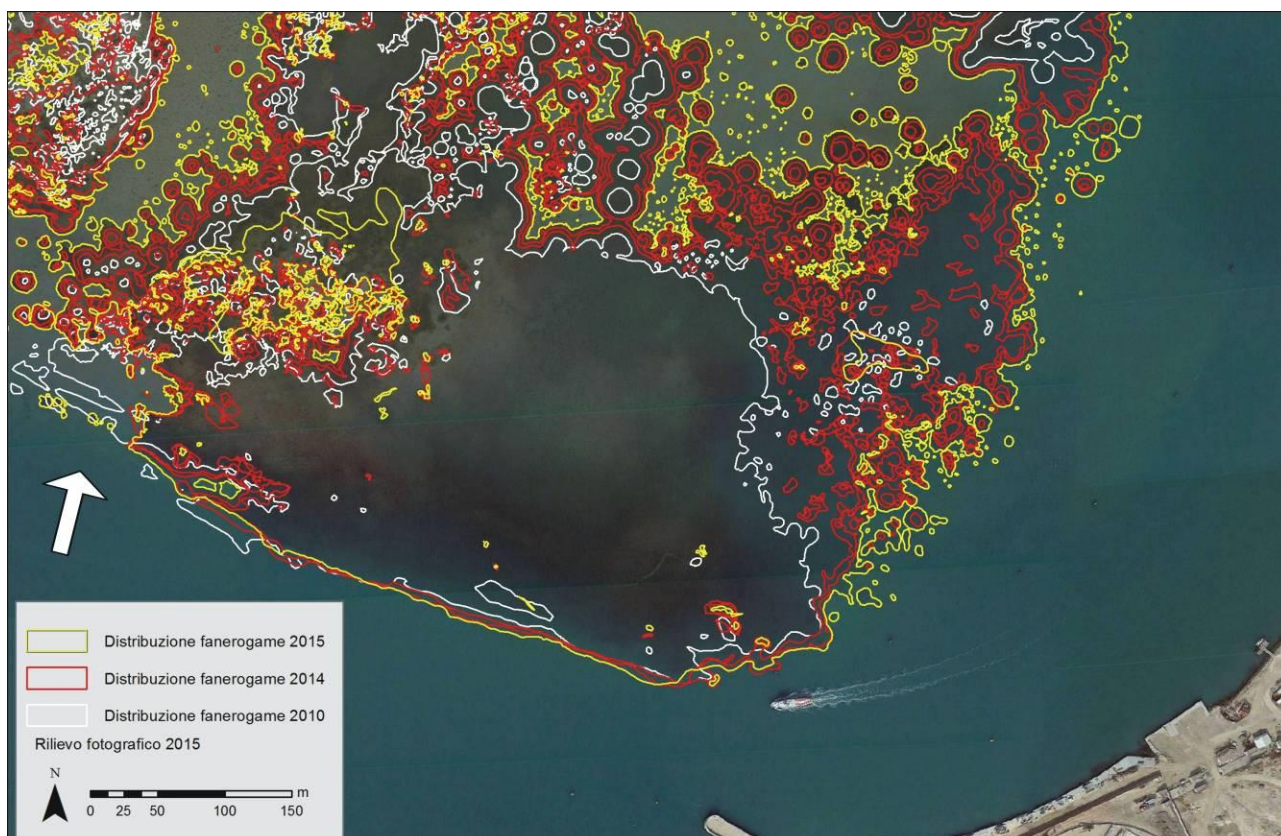 Distribuzione fanerogame 2015
Distribuzione fanerogame 2014
Distribuzione fanerogame 2010
Rilievo fotografico 2015
N
m
0 25 50 100 150